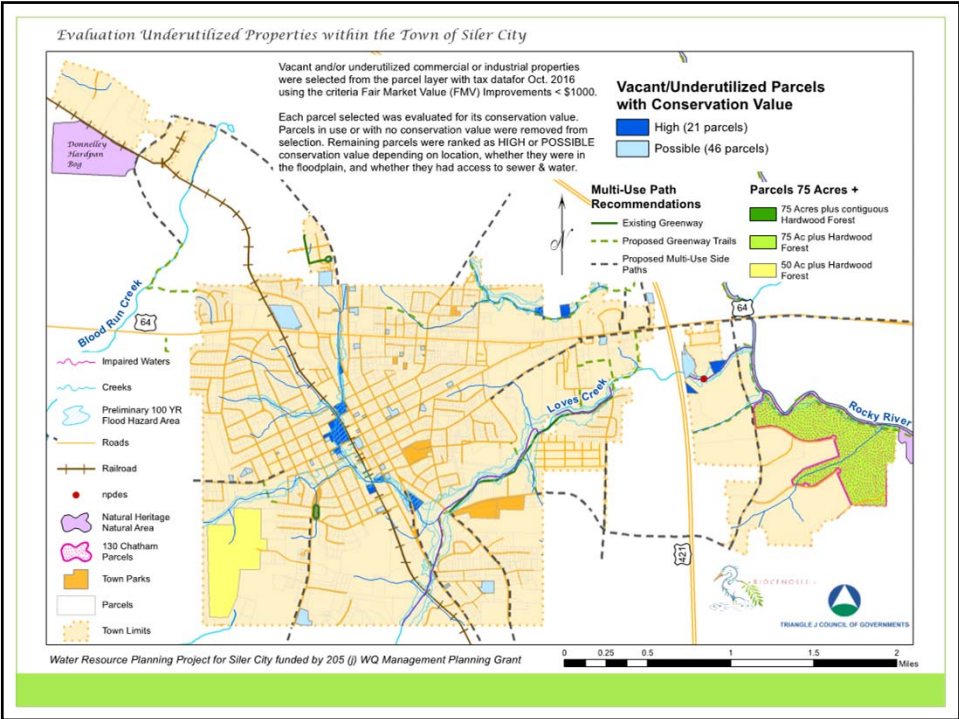 Evaluation Underutilized Properties within the Town of Siler City
Vacant and/or underutilized commercial or industrial properties
were selected from the parcel layer with tax datafor Oct. 2016
using the criteria Fair Market Value (FMV) Improvements < $1000.
Each parcel selected was evaluated for its conservation value.
Parcels in use or with no conservation value were removed from
selection. Remaining parcels were ranked as HIGH or POSSIBLE
conservation value depending on location, whether they were in
the floodplain, and whether they had access to sewer & water.
Vacant/Underutilized Parcels
with Conservation Value
High (21 parcels)
Possible (46 parcels)
Multi-Use Path
Recommendations
Existing Greenway
Proposed Greenway Trails
Proposed Multi-Use Side
Paths
Parcels 75 Acres +
75 Acres plus contiguous
Hardwood Forest
75 Ac plus Hardwood
Forest
50 Ac plus Hardwood
Forest
N
Donnelley
Hardpan
Bog
Blood Run Creek
64
64
Loves Creek
Rocky River
421
Impaired Waters
Creeks
Preliminary 100 YR
Flood Hazard Area
Roads
Railroad
npdes
Natural Heritage
Natural Area
130 Chatham
Parcels
Town Parks
Parcels
Town Limits
TRIANGLE J COUNCIL OF GOVERNMENTS
Water Resource Planning Project for Siler City funded by 205 (j) WQ Management Planning Grant
0 0.25 0.5 1 1.5 2
Miles